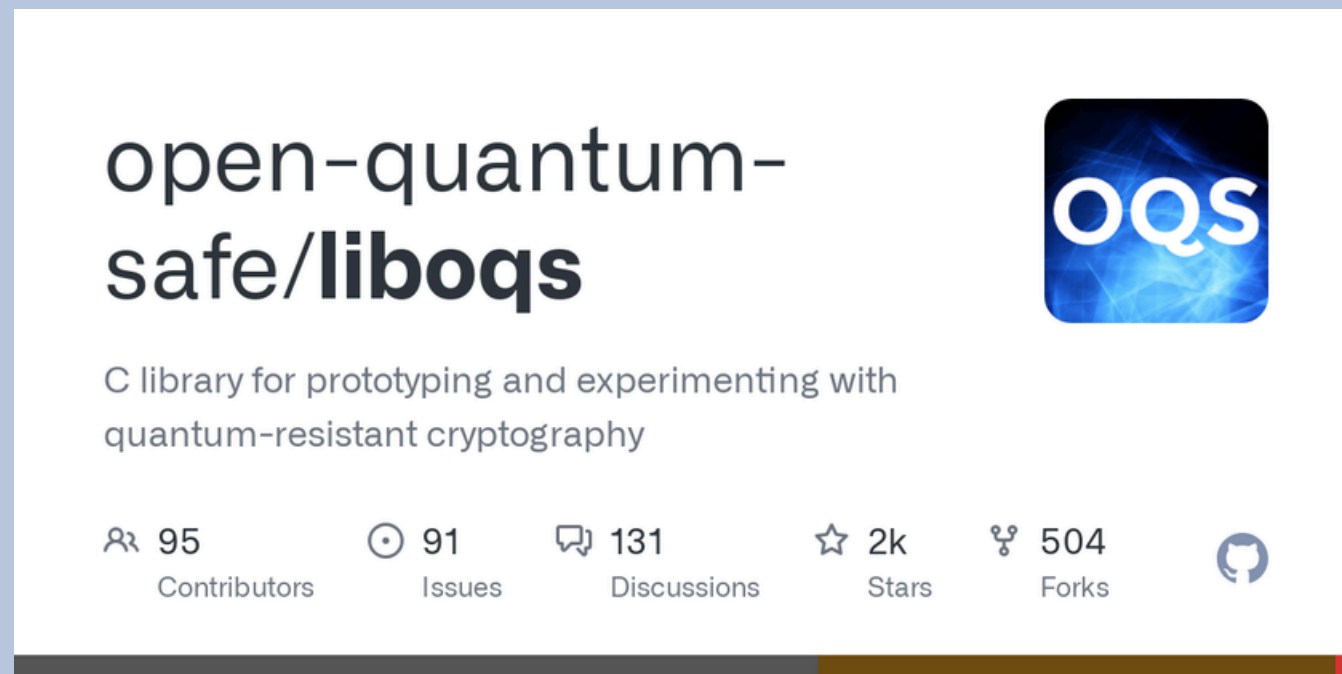 open-quantum-
safe/liboqs
OQS
C library for prototyping and experimenting with
quantum-resistant cryptography
95 91 131 2k 504
Contributors Issues Discussions Stars Forks